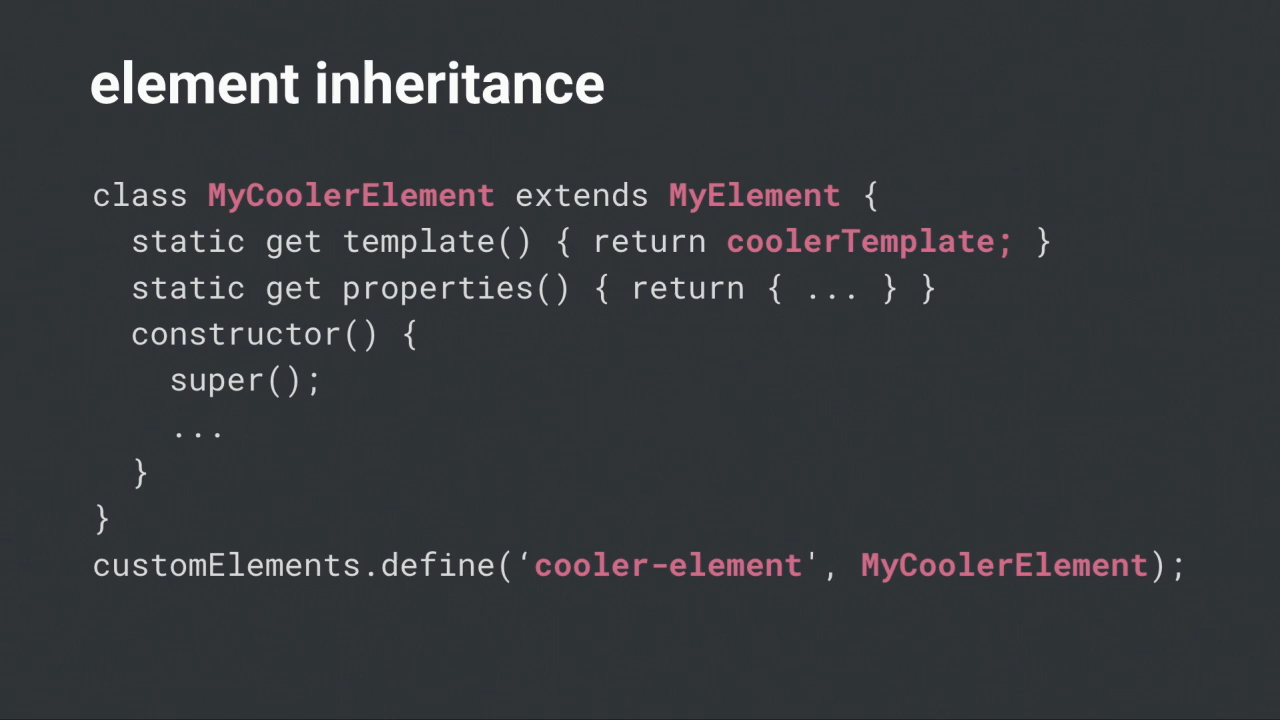 element inheritance
class MyCoolerElement extends MyElement {
static get template() { return coolerTemplate; }
static get properties() { return { ... } }
constructor() {
super();
...
}
}
customElements.define(‘cooler-element', MyCoolerElement);